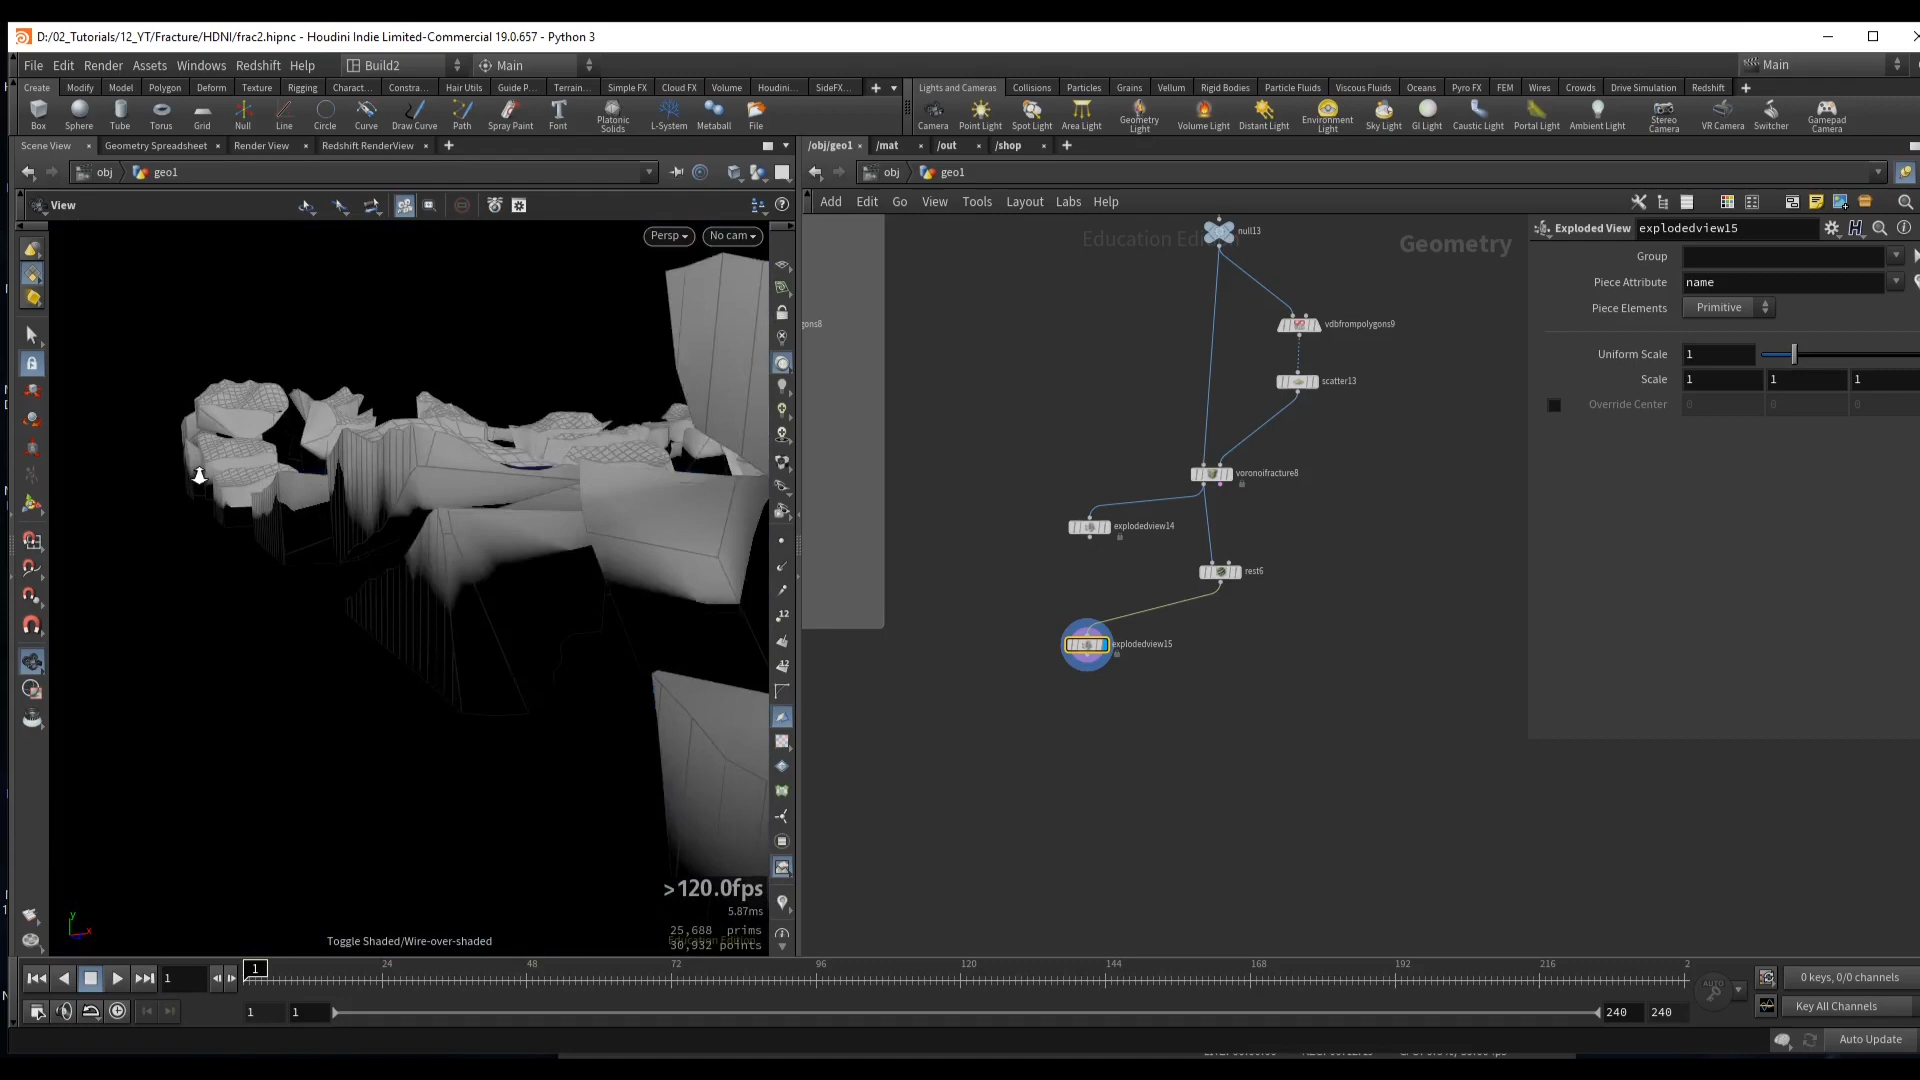 D:/02_Tutorials/12_YT/Fracture/HDNI/frac2.hipnc - Houdini Indie Limited-Commercial 19.0.657 - Python 3
File Edit Render Assets Windows Redshift Help Build2 Main Main
Create Modify Model Polygon Deform Texture Rigging Charact... Constra... Hair Utils Guide P... Terrain... Simple FX Cloud FX Volume Houdini... SideFX... Lights and Cameras Collisions Particles Grains Vellum Rigid Bodies Particle Fluids Viscous Fluids Oceans Pyro FX FEM Wires Crowds Drive Simulation Redshift
Box Sphere Tube Torus Grid Null Line Circle Curve Draw Curve Path Spray Paint Font Platonic Solids L-System Metaball File Camera Point Light Spot Light Area Light Geometry Light Volume Light Distant Light Environment Light Sky Light GI Light Caustic Light Portal Light Ambient Light Stereo Camera VR Camera Switcher Gamepad Camera
Scene View Geometry Spreadsheet Render View Redshift RenderView /obj/geo1 /mat /out /shop
obj geo1 obj geo1
View Add Edit Go View Tools Layout Labs Help
Persp No cam
Education Edi
Geometry
null13
gons8
vdbfrompolygons9
scatter13
voronoifracture8
explodedview14
rest6
explodedview15
Exploded View explodedview15
Group
Piece Attribute name
Piece Elements Primitive
Uniform Scale 1
Scale 1 1 1
Override Center 0 0 0
12
12
>120.0fps
5.87ms
25,688 prims
Education Edition
30,932 points
y
x
Toggle Shaded/Wire-over-shaded
1 1 24 48 72 96 120 144 168 192 216 2
AUTO
0 keys, 0/0 channels
1 1 240 240 Key All Channels
Auto Update